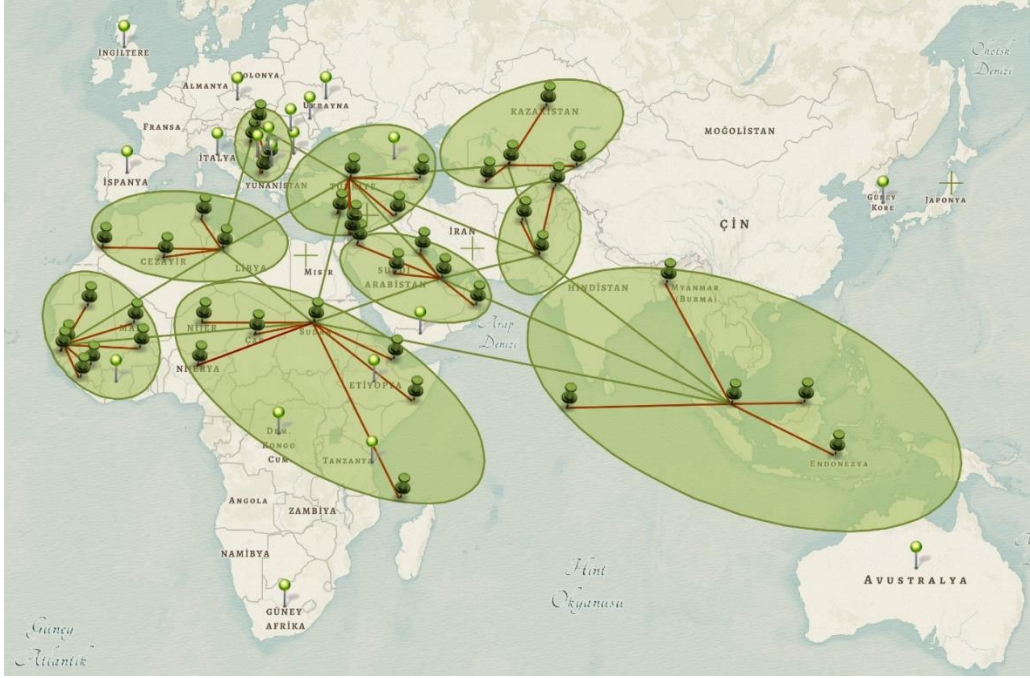 Ohotsk
Denizi
İNGİLTERE
POLONYA
ALMANYA
UKRAYNA
FRANSA
KAZAKİSTAN
MOĞOLİSTAN
İTALYA
İSPANYA
YUNANİSTAN
GÜNEY
KORE
JAPONYA
ÇİN
İRAN
CEZAYİR
LİBYA
MISIR
SUUDİ
ARABİSTAN
HİNDİSTAN
MYANMAR
(BURMA)
NİJER
ÇAD
Arap
Denizi
NİJERYA
ETİYOPYA
DEM.
KONGO
CUM.
TANZANYA
ENDONEZYA
ANGOLA
ZAMBİYA
NAMİBYA
Hint
Okyanusu
AVUSTRALYA
GÜNEY
AFRİKA
Güney
Atlantik